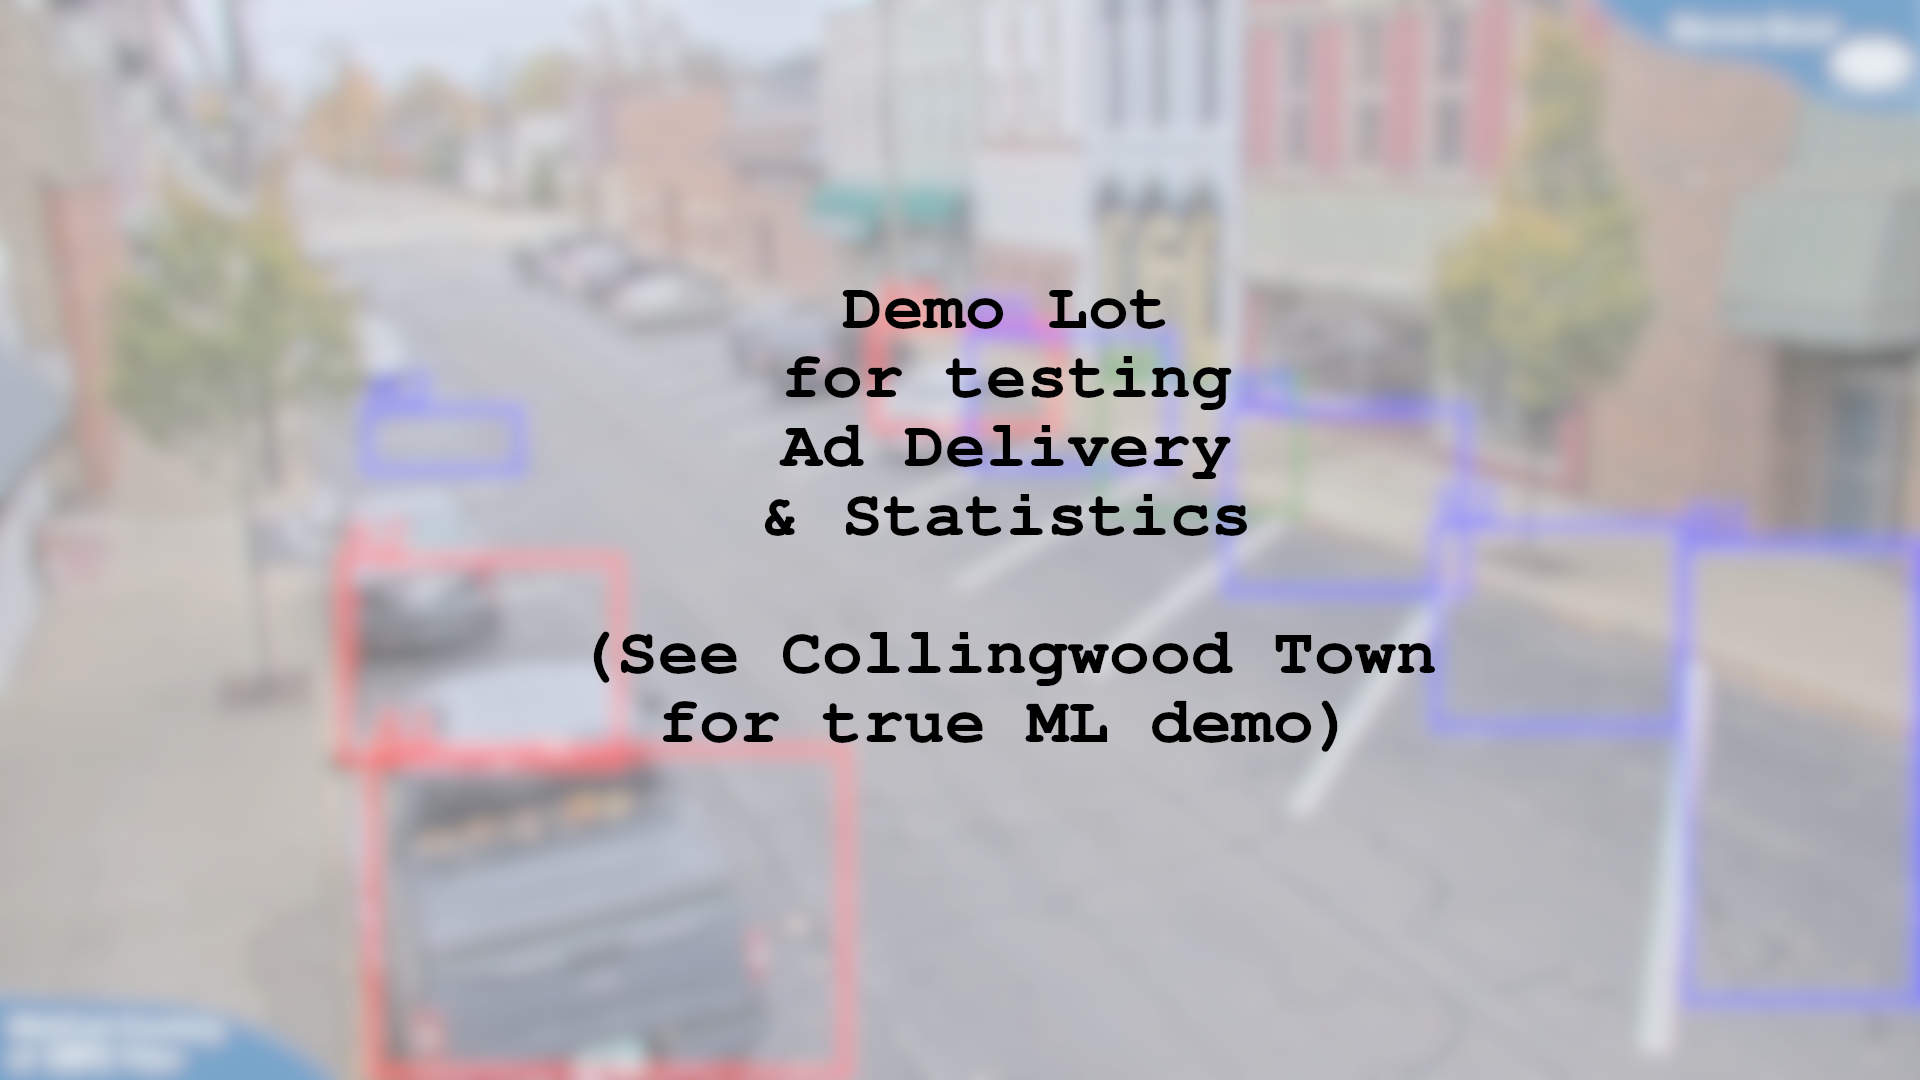 Demo Lot
for testing
Ad Delivery
& Statistics
(See Collingwood Town
for true ML demo)